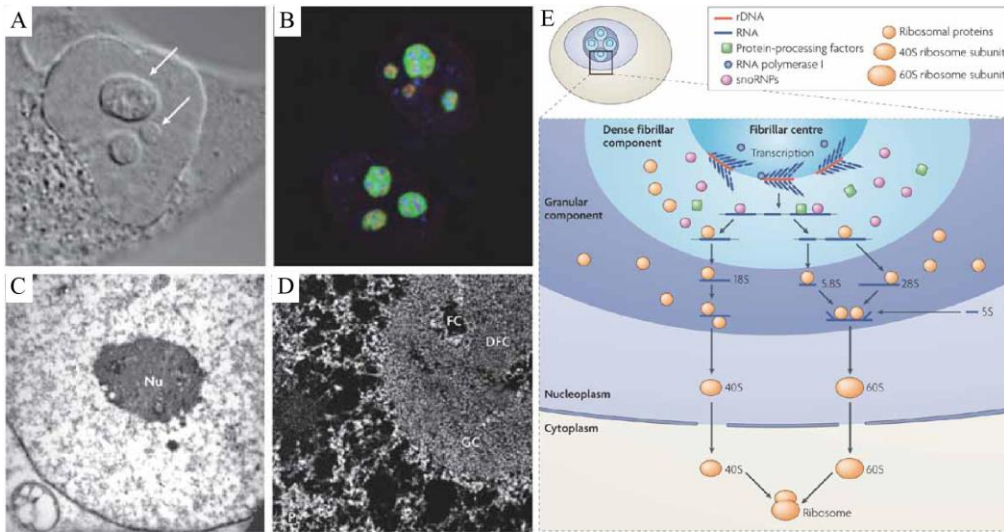 A
B
C
Nu
D
FC
DFC
GC
E
rDNA
RNA
Protein-processing factors
RNA polymerase I
snoRNPs
Ribosomal proteins
40S ribosome subunit
60S ribosome subunit
Dense fibrillar
component
Fibrillar centre
Transcription
Granular
component
18S
5.8S
28S
5S
40S
60S
Nucleoplasm
Cytoplasm
40S
60S
Ribosome